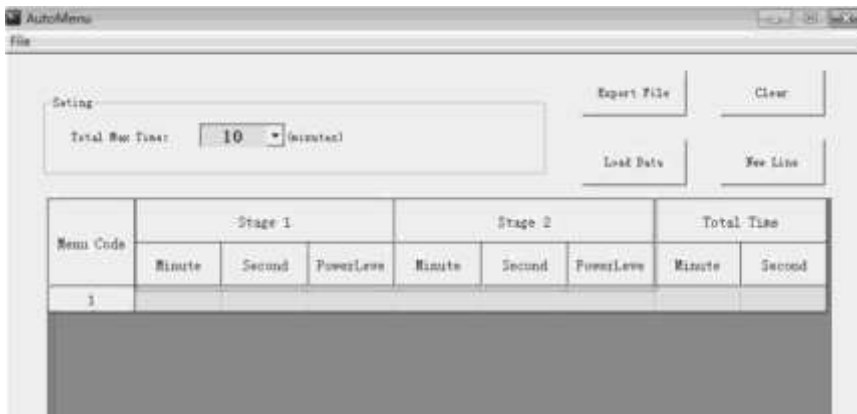 AutoMenu
File
Export File
Clear
Seting
Total Max Time:
10
(minutes)
Load Data
New Line
Menu Code
Stage 1
Stage 2
Total Time
Minute
Second
PowerLeve
Minute
Second
PowerLeve
Minute
Second
1